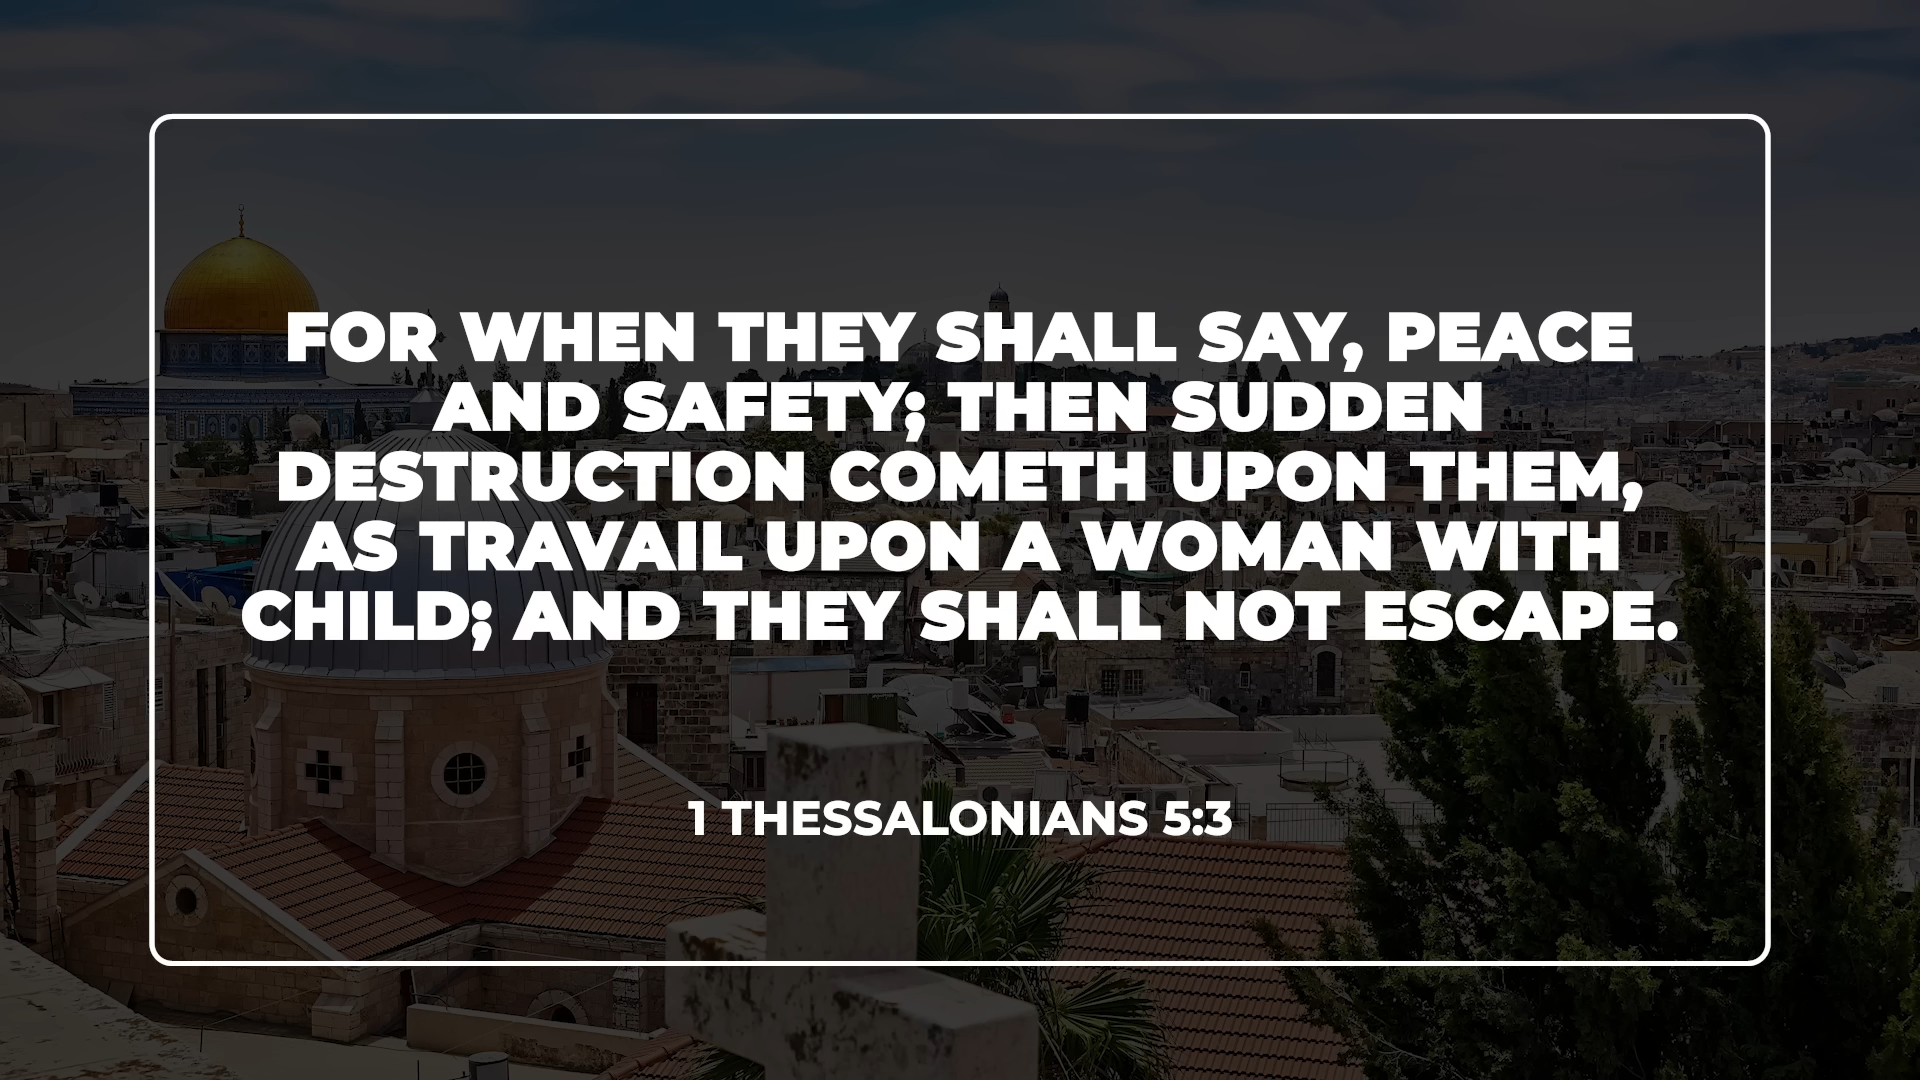 FOR WHEN THEY SHALL SAY, PEACE
AND SAFETY; THEN SUDDEN
DESTRUCTION COMETH UPON THEM,
AS TRAVAIL UPON A WOMAN WITH
CHILD; AND THEY SHALL NOT ESCAPE.
1 THESSALONIANS 5:3